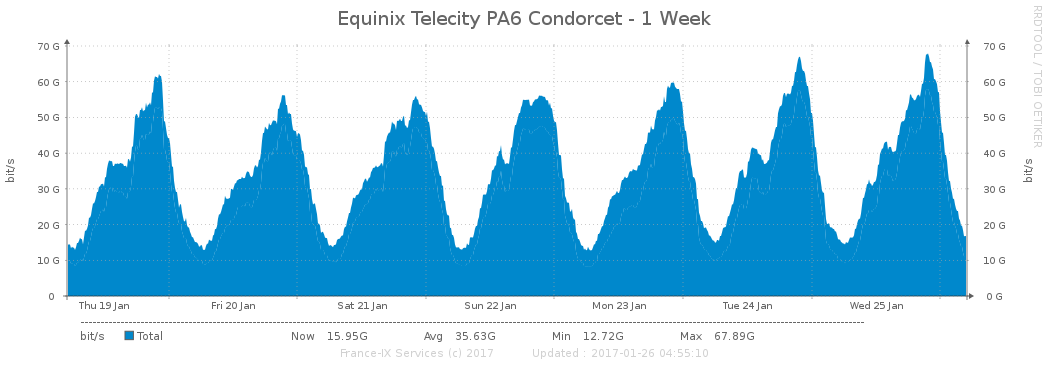 Equinix Telecity PA6 Condorcet - 1 Week
RRDTOOL / TOBI OETIKER
70 G 70 G
60 G 60 G
50 G 50 G
40 G 40 G
30 G 30 G
20 G 20 G
10 G 10 G
0 0 G
bit/s
bit/s
Thu 19 Jan Fri 20 Jan Sat 21 Jan Sun 22 Jan Mon 23 Jan Tue 24 Jan Wed 25 Jan
bit/s Total Now 15.95G Avg 35.63G Min 12.72G Max 67.89G
France-IX Services (c) 2017 Updated : 2017-01-26 04:55:10